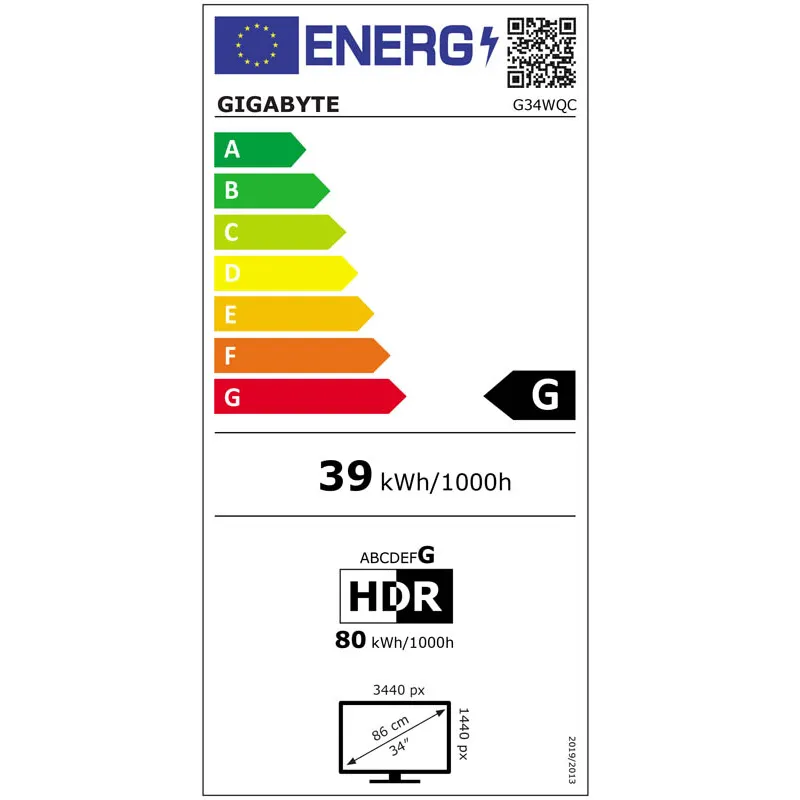 ENERG
GIGABYTE G34WQC
A
B
C
D
E
F
G
G
39 kWh/1000h
ABCDEFG
HDR
80 kWh/1000h
3440 px
1440 px
86 cm
34"
2019/2013